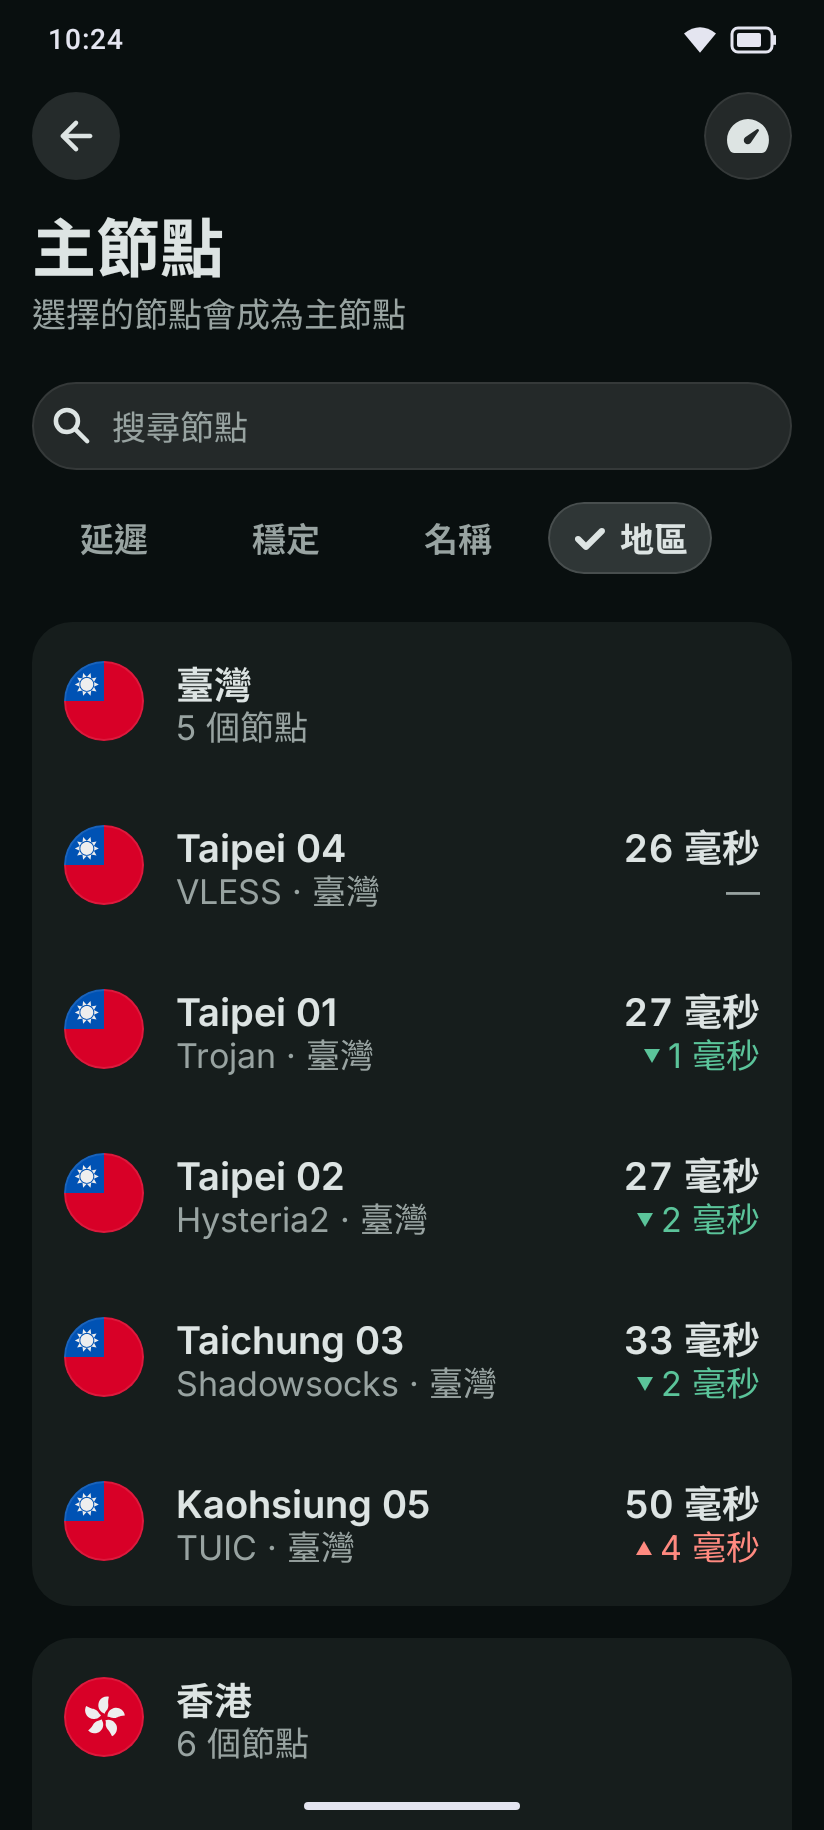 10:24
主節點
選擇的節點會成為主節點
搜尋節點
延遲 穩定 名稱 地區
臺灣
5 個節點
Taipei 04 26 毫秒
VLESS · 臺灣 —
Taipei 01 27 毫秒
Trojan · 臺灣 ▼1 毫秒
Taipei 02 27 毫秒
Hysteria2 · 臺灣 ▼2 毫秒
Taichung 03 33 毫秒
Shadowsocks · 臺灣 ▼2 毫秒
Kaohsiung 05 50 毫秒
TUIC · 臺灣 ▲4 毫秒
香港
6 個節點